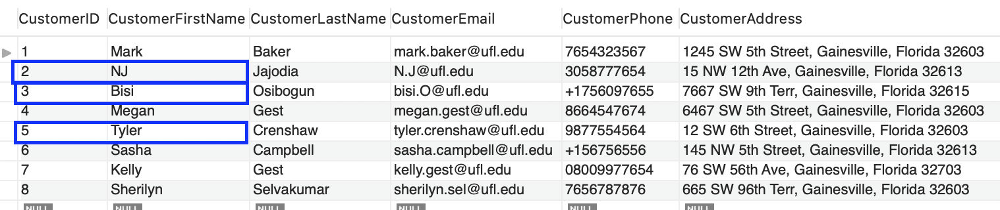 CustomerID CustomerFirstName CustomerLastName CustomerEmail CustomerPhone CustomerAddress
1 Mark Baker mark.baker@ufl.edu 7654323567 1245 SW 5th Street, Gainesville, Florida 32603
2 NJ Jajodia N.J@ufl.edu 3058777654 15 NW 12th Ave, Gainesville, Florida 32613
3 Bisi Osibogun bisi.O@ufl.edu +1756097655 7667 SW 9th Terr, Gainesville, Florida 32615
4 Megan Gest megan.gest@ufl.edu 8664547674 6467 SW 5th Street, Gainesville, Florida 32603
5 Tyler Crenshaw tyler.crenshaw@ufl.edu 9877554564 12 SW 6th Street, Gainesville, Florida 32603
6 Sasha Campbell sasha.campbell@ufl.edu +156756556 145 NW 5th Street, Gainesville, Florida 32613
7 Kelly Gest kelly.gest@ufl.edu 08009977654 76 SW 56th Ave, Gainesville, Florida 32703
8 Sherilyn Selvakumar sherilyn.sel@ufl.edu 7656787876 665 SW 96th Terr, Gainesville, Florida 32603
NULL NULL NULL NULL NULL NULL